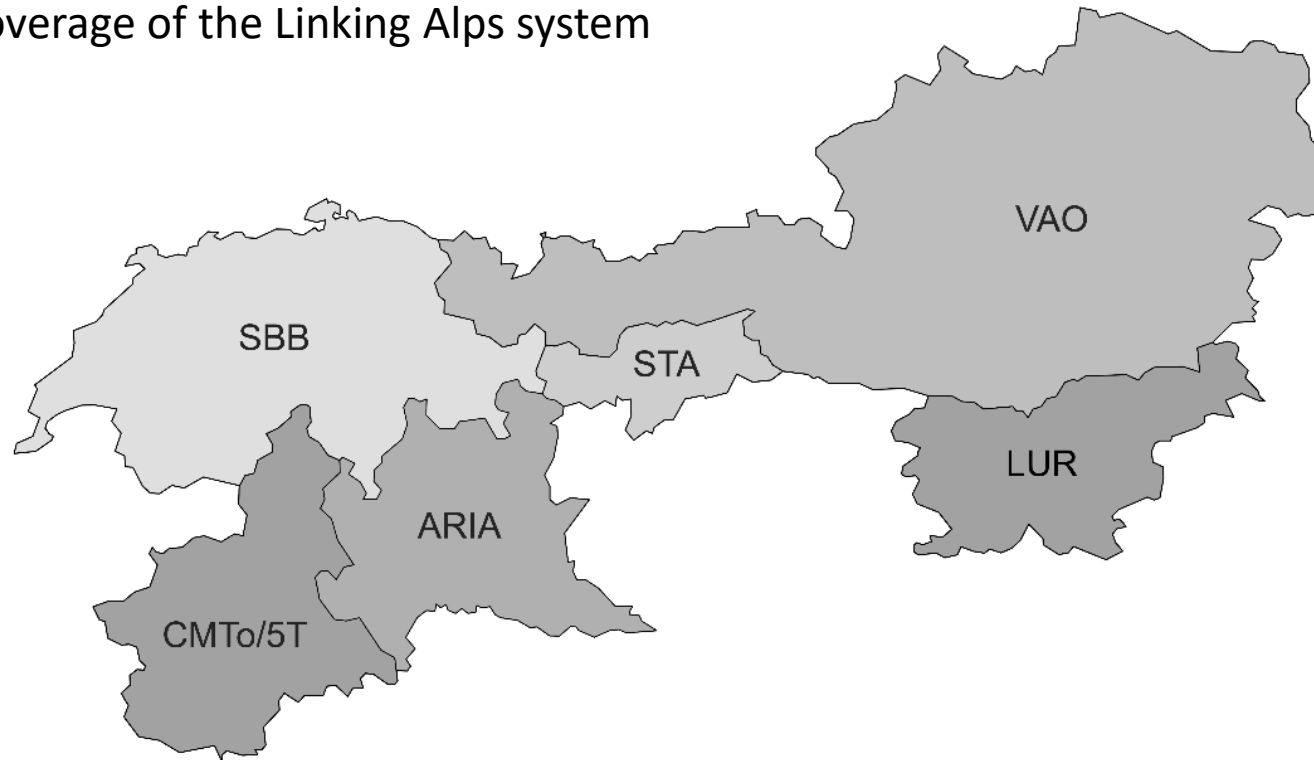 overage of the Linking Alps system
VAO
SBB
STA
LUR
ARIA
CMTo/5T